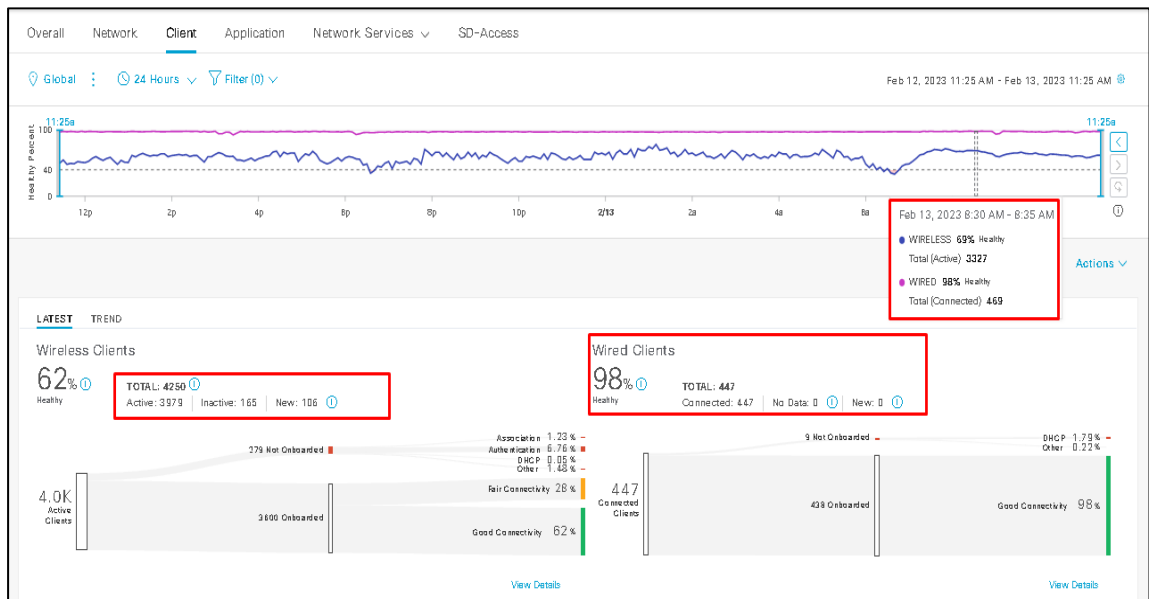 Overall Network Client Application Network Services SD-Access
Global 24 Hours Filter (0) Feb 12, 2023 11:25 AM - Feb 13, 2023 11:25 AM
11:25a 11:25a
Healthy Percent
100
40
0
12p 2p 4p 6p 8p 10p 2/13 2a 4a 6a
Feb 13, 2023 8:30 AM - 8:35 AM
WIRELESS 69% Healthy
Total (Active) 3327
WIRED 98% Healthy
Total (Connected) 469
Actions
LATEST TREND
Wireless Clients
62%
Healthy
TOTAL: 4250
Active: 3979 Inactive: 165 New: 106
4.0K
Active
Clients
379 Not Onboarded
3600 Onboarded
Association 1.23%
Authentication 6.76%
DHCP 0.05%
Other 1.48%
Fair Connectivity 28%
Good Connectivity 62%
View Details
Wired Clients
98%
Healthy
TOTAL: 447
Connected: 447 No Data: 0 New: 0
447
Connected
Clients
9 Not Onboarded
438 Onboarded
DHCP 1.79%
Other 0.22%
Good Connectivity 98%
View Details